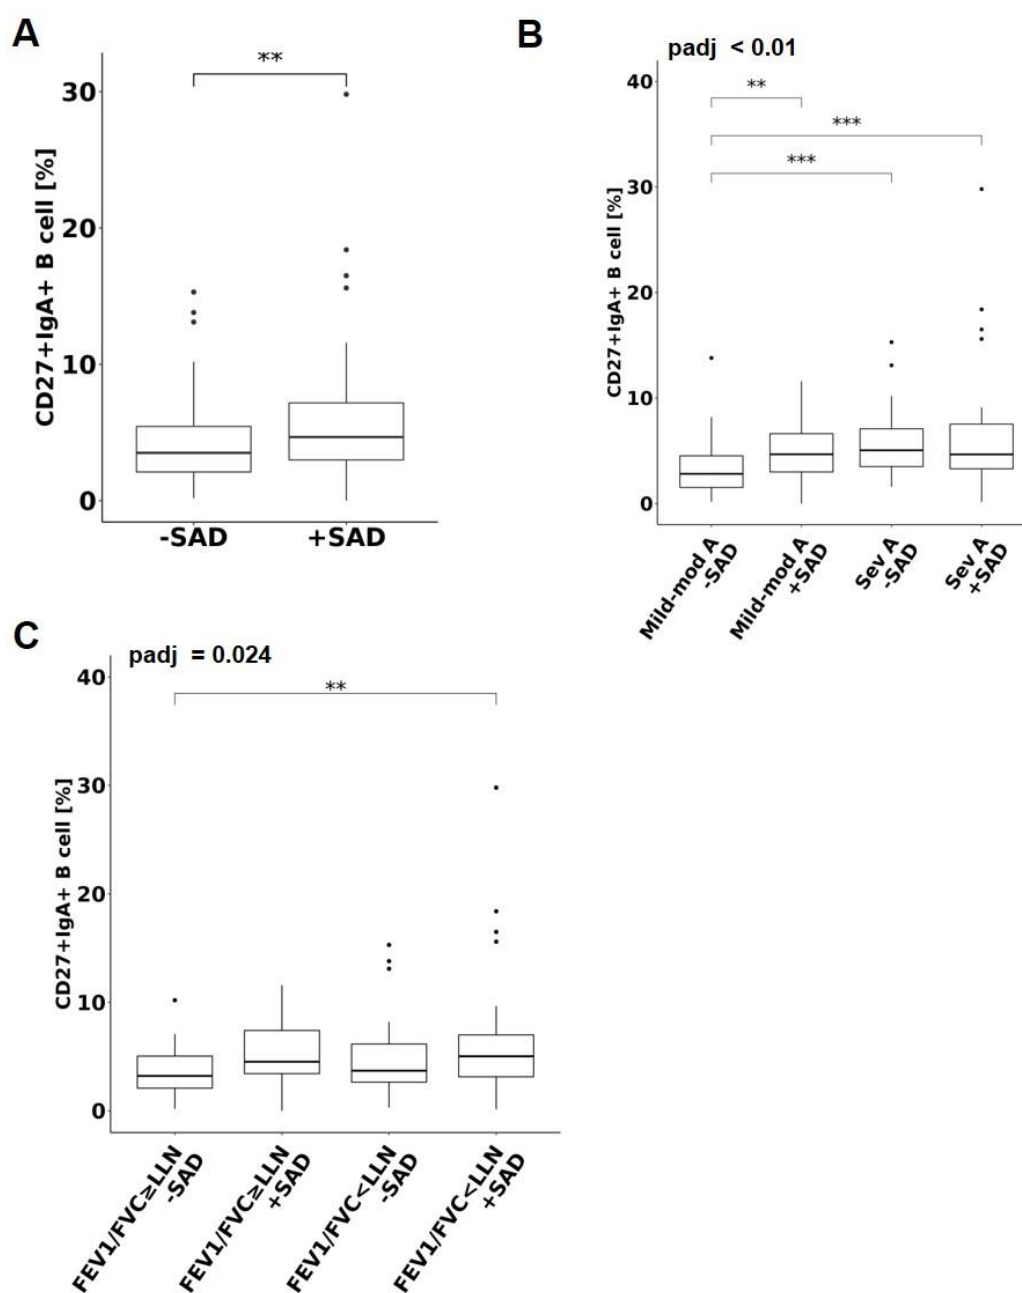 A
**
CD27+IgA+ B cell [%]
30
20
10
0
-SAD
+SAD
B
padj < 0.01
**
***
***
CD27+IgA+ B cell [%]
40
30
20
10
0
Mild-mod A
-SAD
Mild-mod A
+SAD
Sev A
-SAD
Sev A
+SAD
C
padj = 0.024
**
CD27+IgA+ B cell [%]
40
30
20
10
0
FEV1/FVC≥LLN
-SAD
FEV1/FVC≥LLN
+SAD
FEV1/FVC<LLN
-SAD
FEV1/FVC<LLN
+SAD